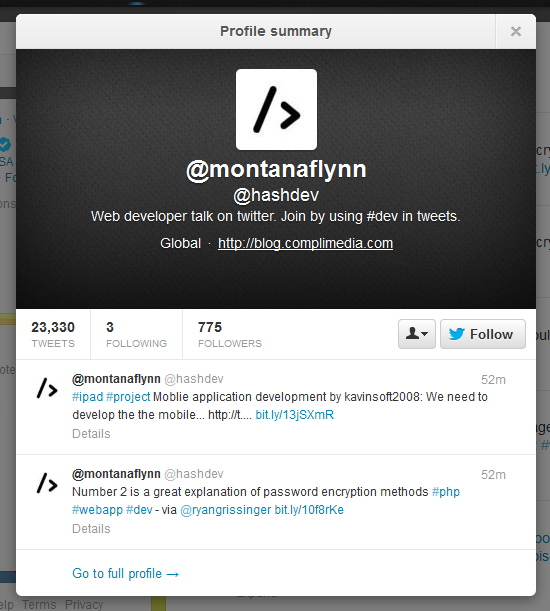 Profile summary
×
/>
@montanaflynn
@hashdev
Web developer talk on twitter. Join by using #dev in tweets.
Global · http://blog.complimedia.com
23,330 3 775
TWEETS FOLLOWING FOLLOWERS
Follow
/> @montanaflynn @hashdev 52m
#ipad #project Moblie application development by kavinsoft2008: We need to
develop the the mobile... http://t.... bit.ly/13jSXmR
Details
/> @montanaflynn @hashdev 52m
Number 2 is a great explanation of password encryption methods #php
#webapp #dev - via @ryangrissinger bit.ly/10f8rKe
Details
Go to full profile →
Terms Privacy